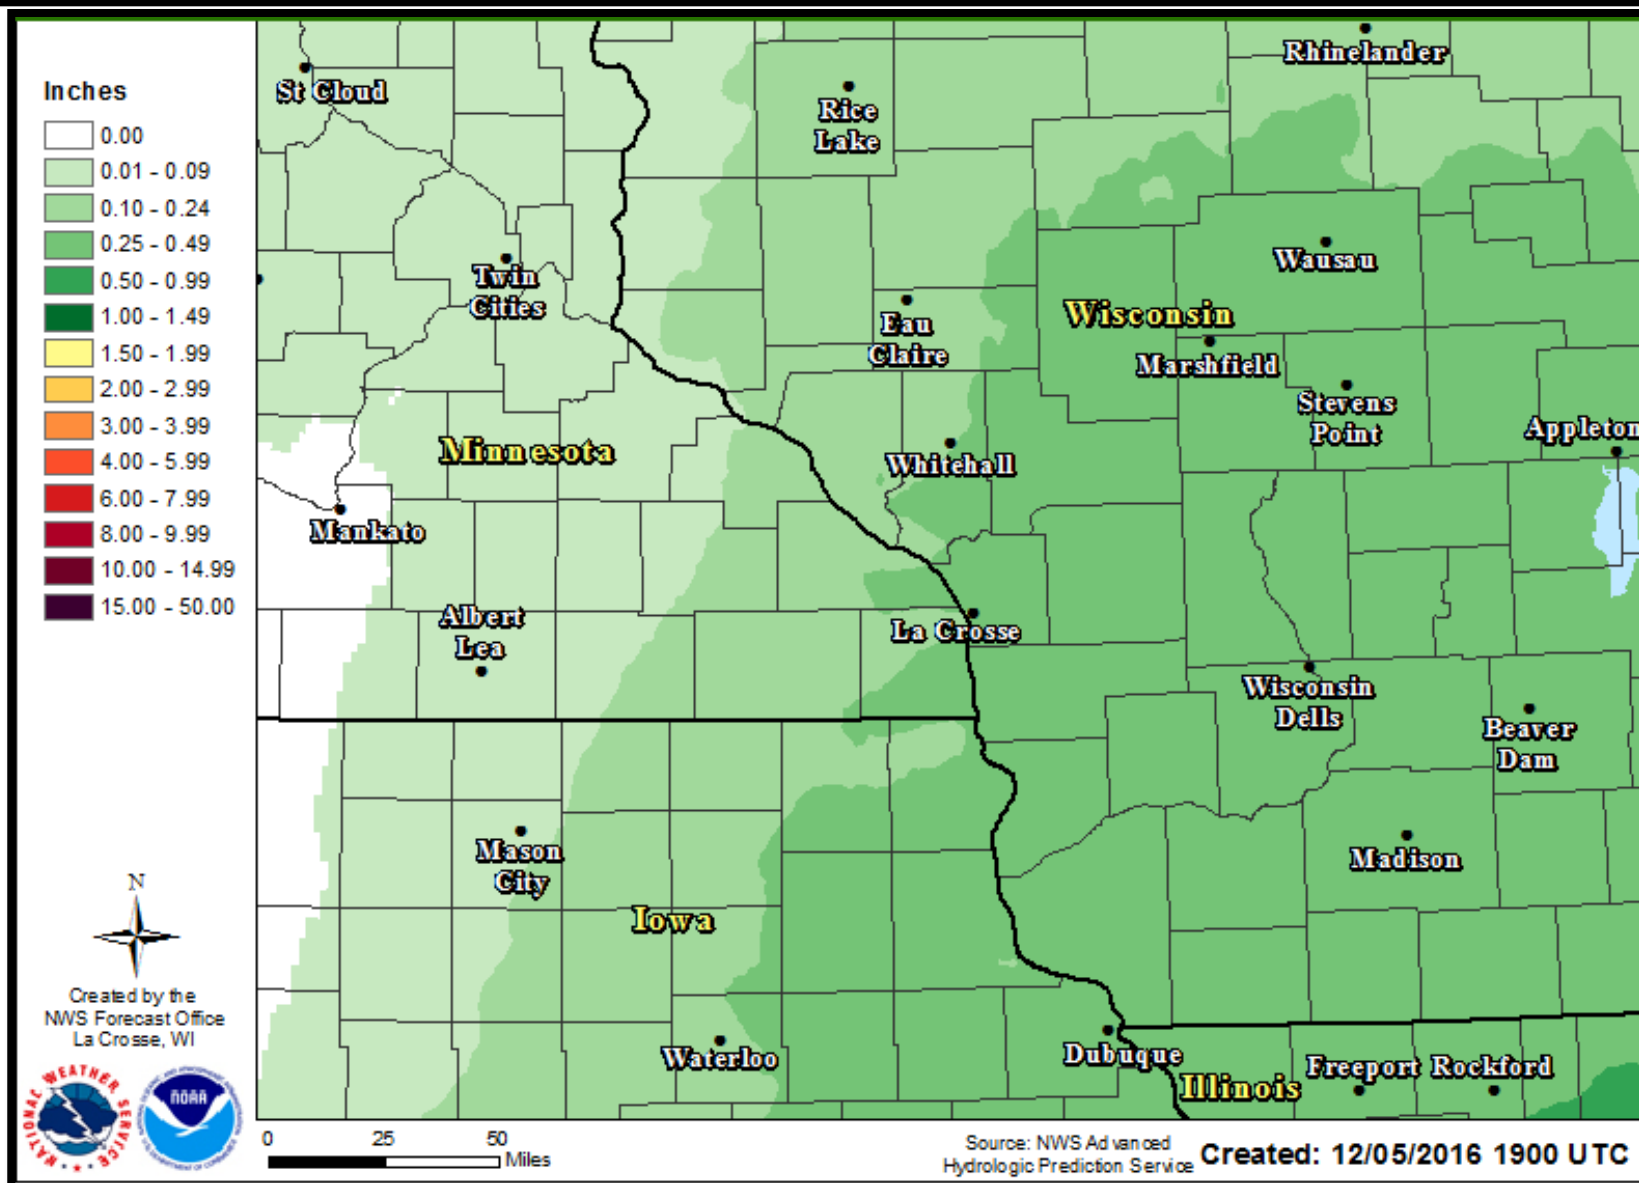 Inches
0.00
0.01 - 0.09
0.10 - 0.24
0.25 - 0.49
0.50 - 0.99
1.00 - 1.49
1.50 - 1.99
2.00 - 2.99
3.00 - 3.99
4.00 - 5.99
6.00 - 7.99
8.00 - 9.99
10.00 - 14.99
15.00 - 50.00
St Cloud
Rice
Lake
Rhinelander
Twin
Cities
Eau
Claire
Wausau
Wisconsin
Marshfield
Stevens
Point
Appleton
Minnesota
Whitehall
Mankato
Albert
Lea
La Crosse
Wisconsin
Dells
Beaver
Dam
Mason
City
Madison
Iowa
Waterloo
Dubuque
Illinois
Freeport
Rockford
N
Created by the
NWS Forecast Office
La Crosse, WI
NATIONAL WEATHER SERVICE
NOAA
0 25 50
Miles
Source: NWS Advanced
Hydrologic Prediction Service
Created: 12/05/2016 1900 UTC